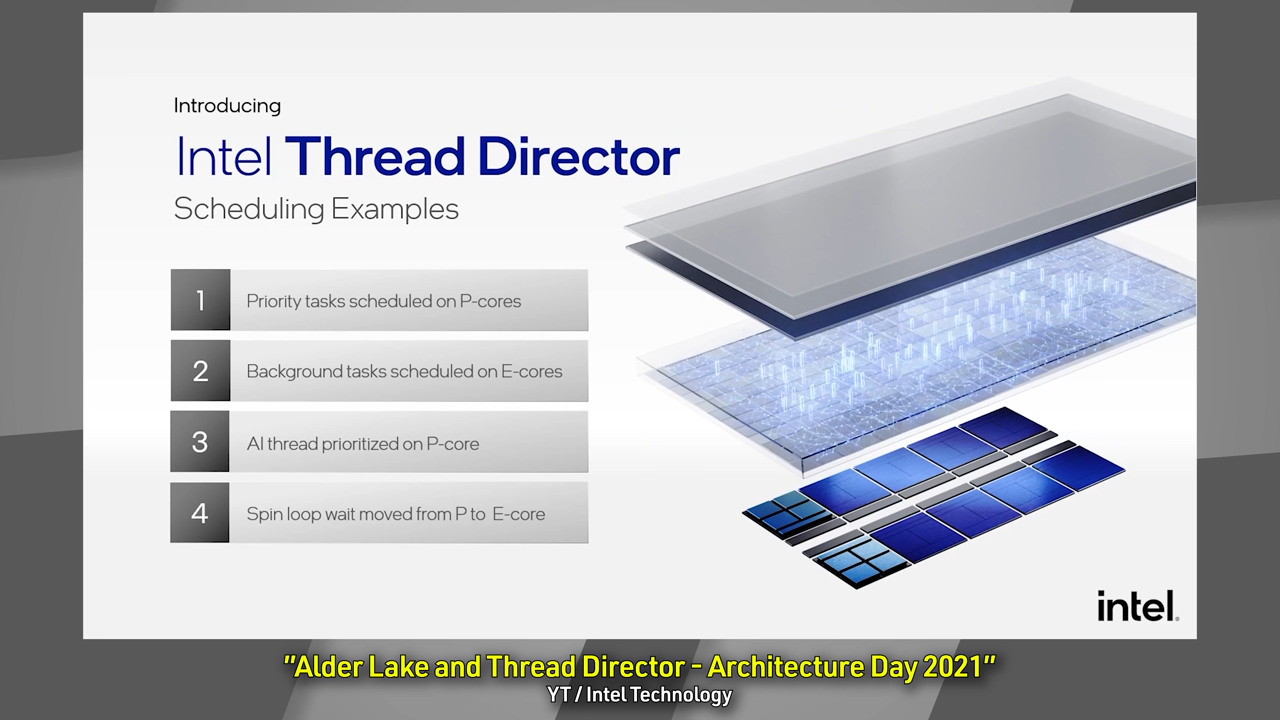 Introducing
Intel Thread Director
Scheduling Examples
1 Priority tasks scheduled on P-cores
2 Background tasks scheduled on E-cores
3 AI thread prioritized on P-core
4 Spin loop wait moved from P to E-core
intel.
"Alder Lake and Thread Director - Architecture Day 2021"
YT / Intel Technology